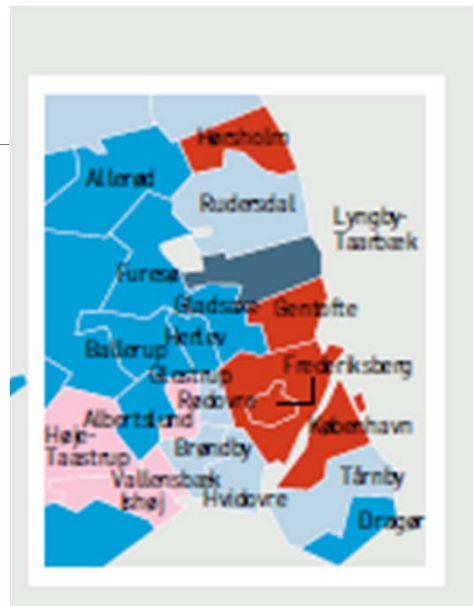 Hørsholm
Allerød
Rudersdal
Lyngby-
Taarbæk
Furesø
Gladsaxe
Gentofte
Herlev
Ballerup
Frederiksberg
Glostrup
Rødovre
Albertslund
København
Høje-
Taastrup
Brøndby
Vallensbæk
Tårnby
Ishøj
Hvidovre
Dragør